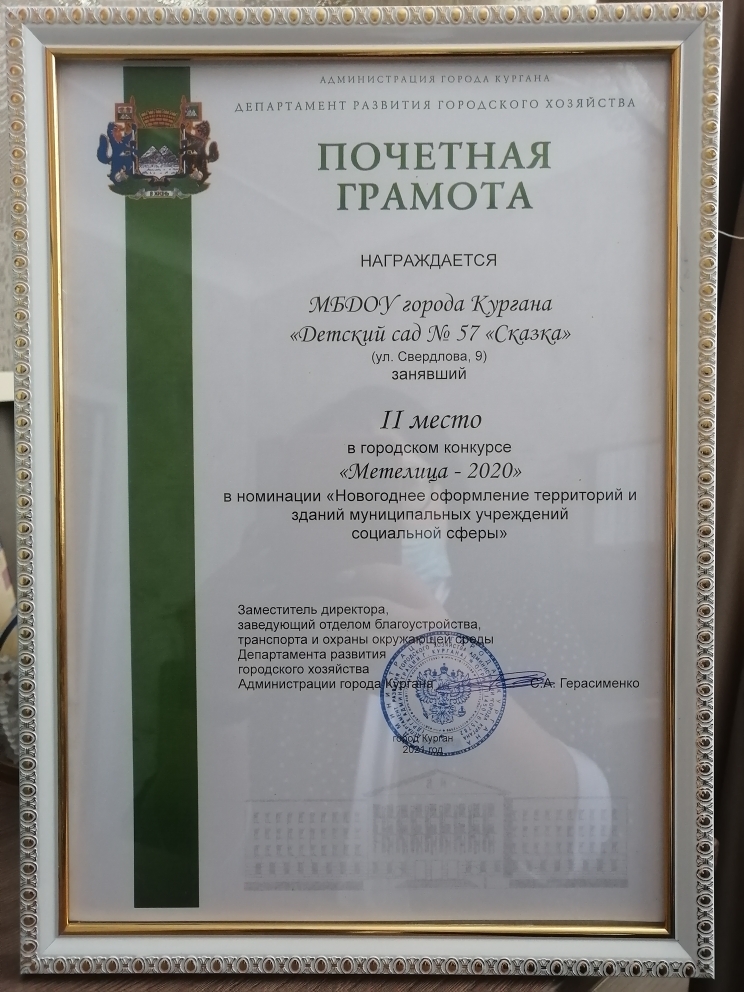 АДМИНИСТРАЦИЯ ГОРОДА КУРГАНА
ДЕПАРТАМЕНТ РАЗВИТИЯ ГОРОДСКОГО ХОЗЯЙСТВА
ПОЧЕТНАЯ
ГРАМОТА
НАГРАЖДАЕТСЯ
МБДОУ города Кургана
«Детский сад № 57 «Сказка»
(ул. Свердлова, 9)
занявший
II место
в городском конкурсе
«Метелица - 2020»
в номинации «Новогоднее оформление территорий и
зданий муниципальных учреждений
социальной сферы»
Заместитель директора,
заведующий отделом благоустройства,
транспорта и охраны окружающей среды
Департамента развития
городского хозяйства
Администрации города Кургана С.А. Герасименко
город Курган
2021 год